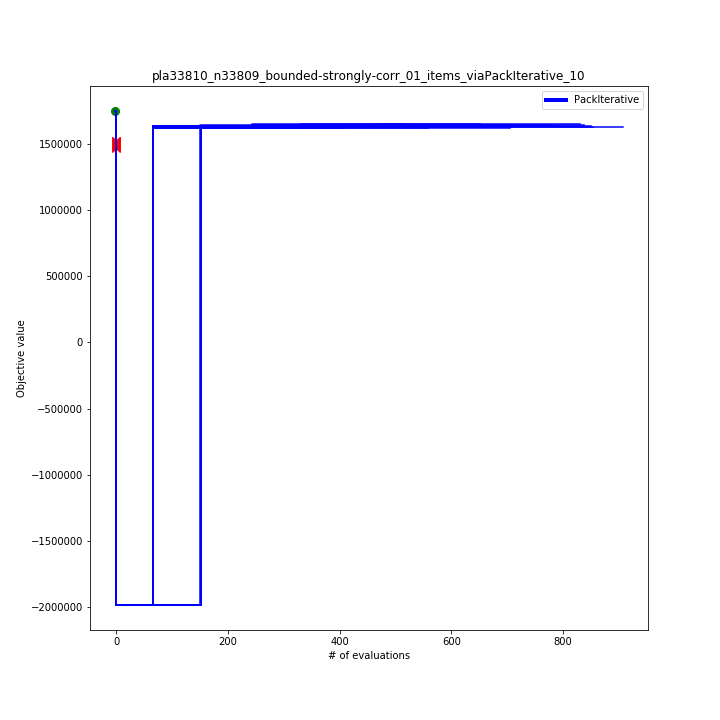 pla33810_n33809_bounded-strongly-corr_01_items_viaPackIterative_10
PackIterative
1500000
1000000
500000
0
−500000
−1000000
−1500000
−2000000
Objective value
0 200 400 600 800
# of evaluations